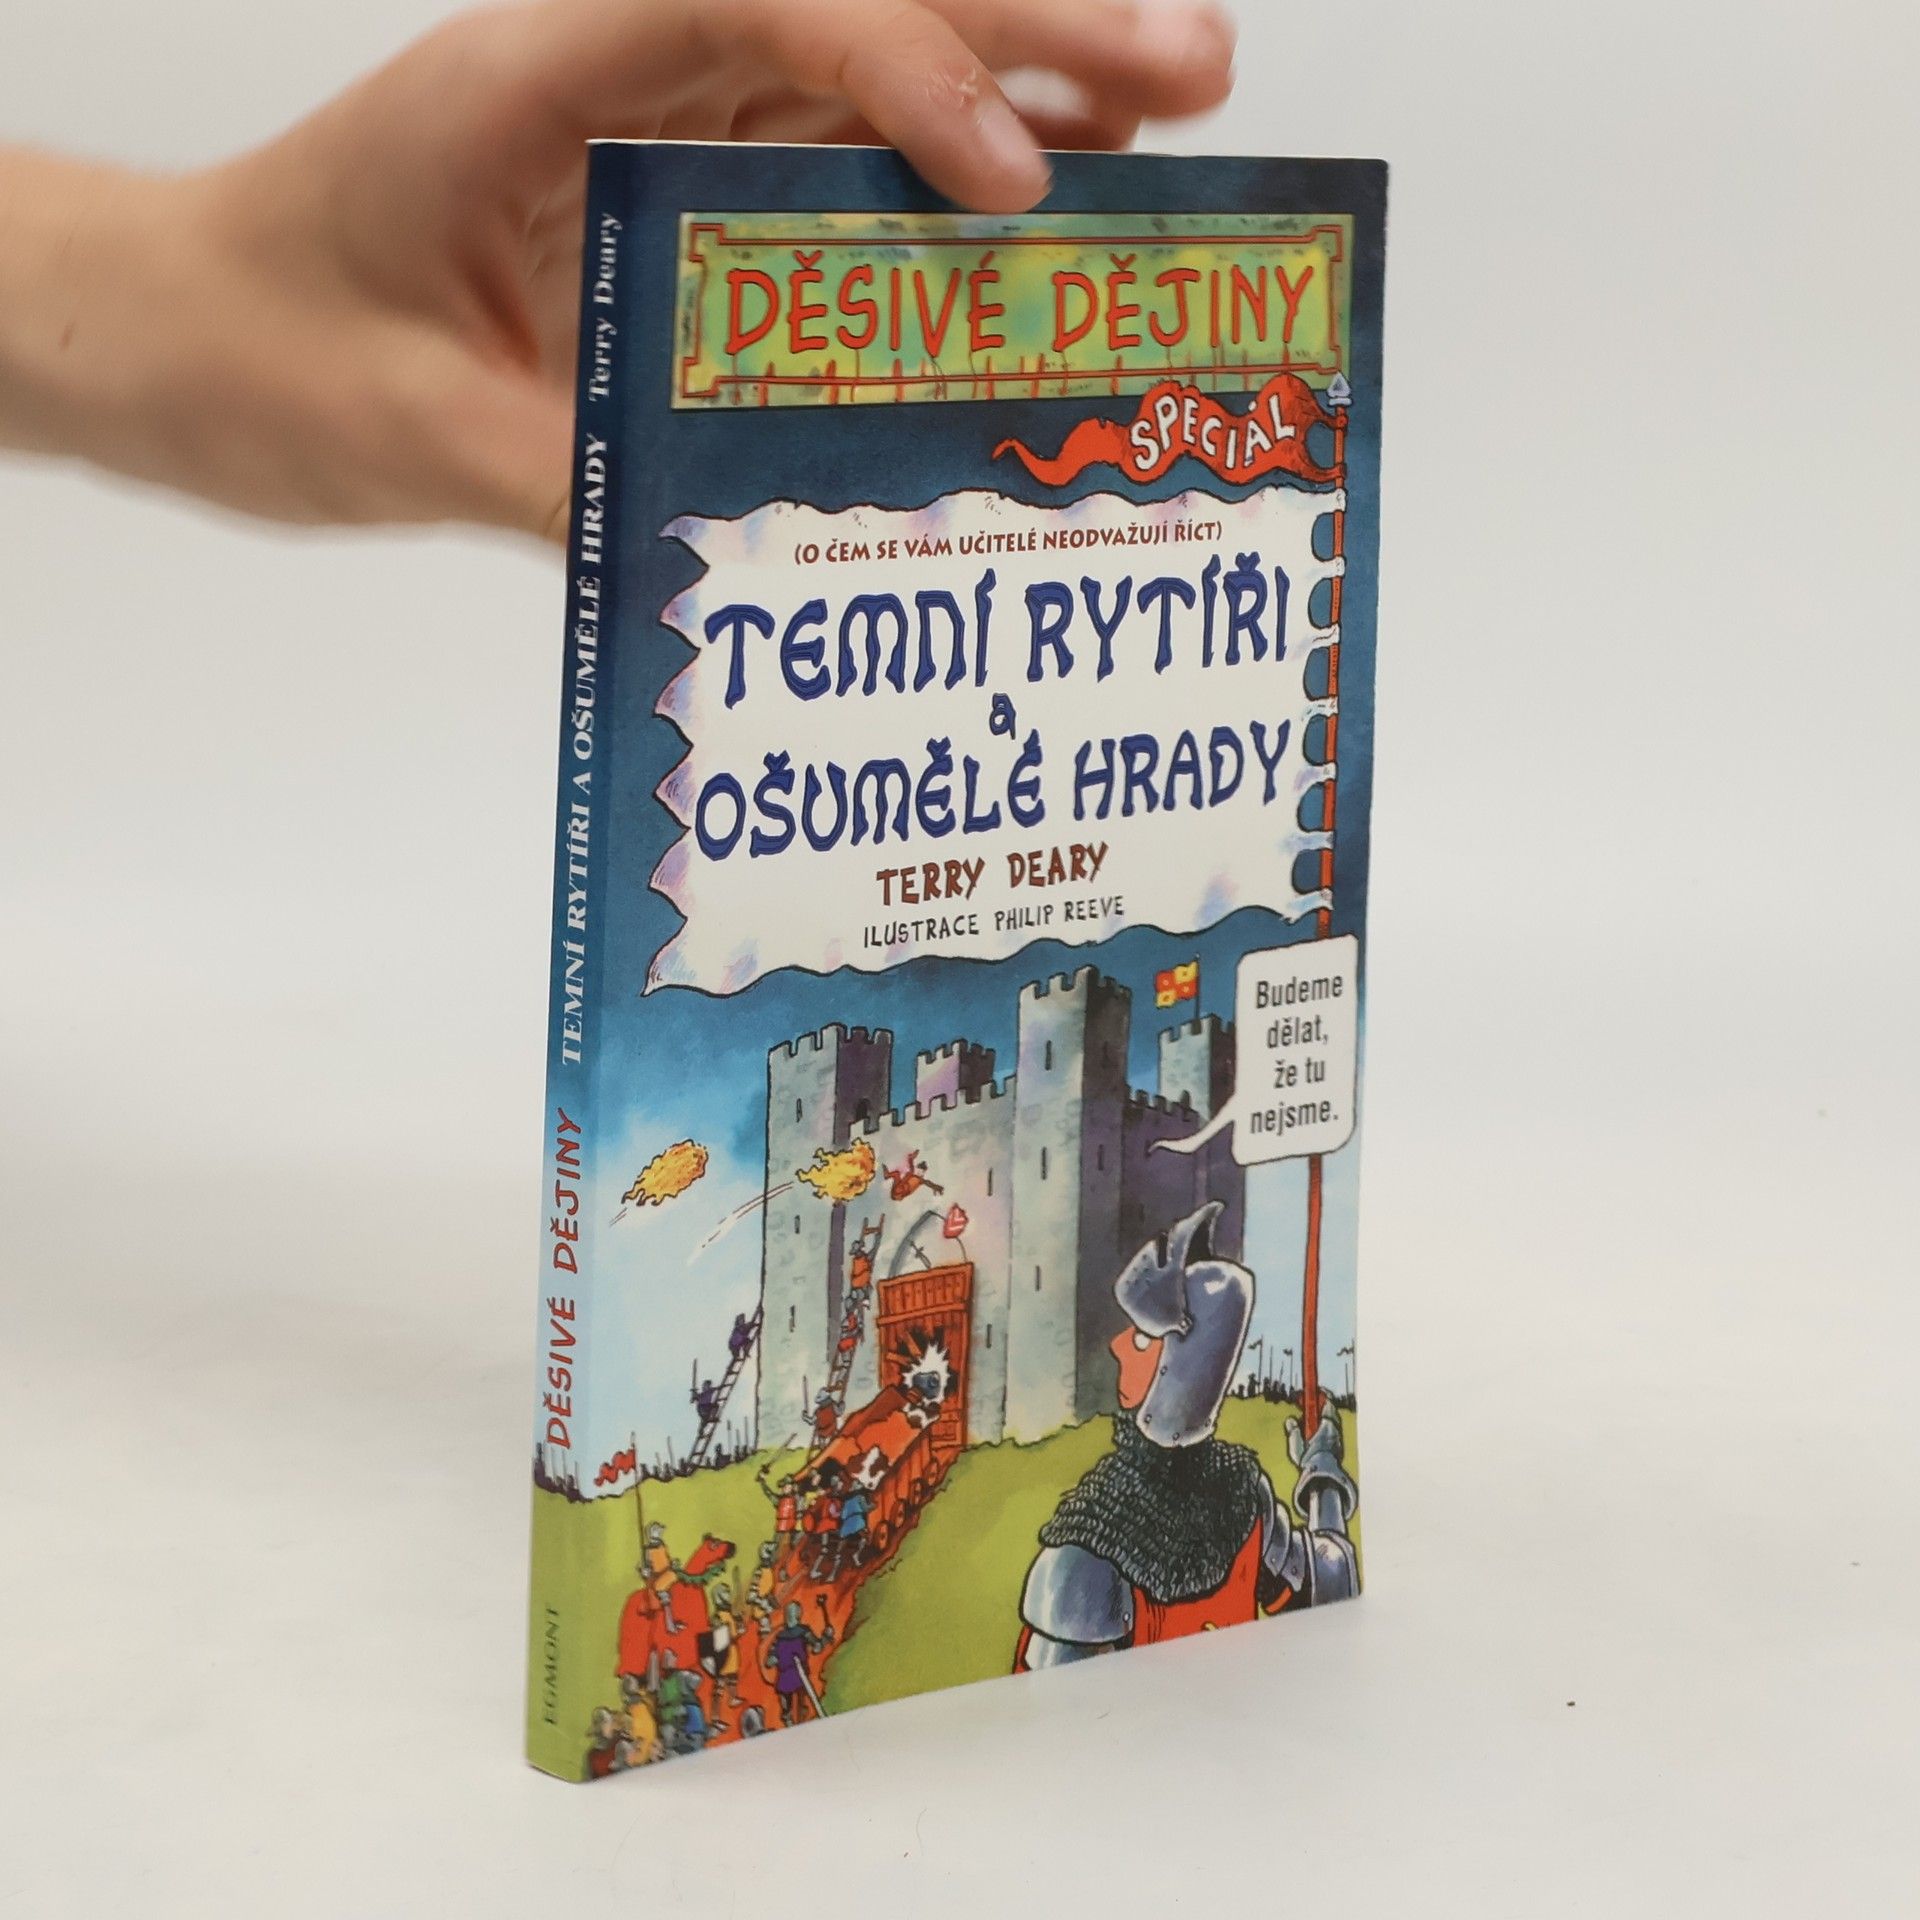 DĚSIVÉ DĚJINY
SPECIÁL
(O ČEM SE VÁM UČITELÉ NEODVAŽUJÍ ŘÍCT)
TEMNÍ RYTÍŘI
a
OŠUMĚLÉ HRADY
TERRY DEARY
ILUSTRACE PHILIP REEVE
Budeme
dělat,
že tu
nejsme.
EGMONT DĚSIVÉ DĚJINY TEMNÍ RYTÍŘI A OŠUMĚLÉ HRADY Terry Deary